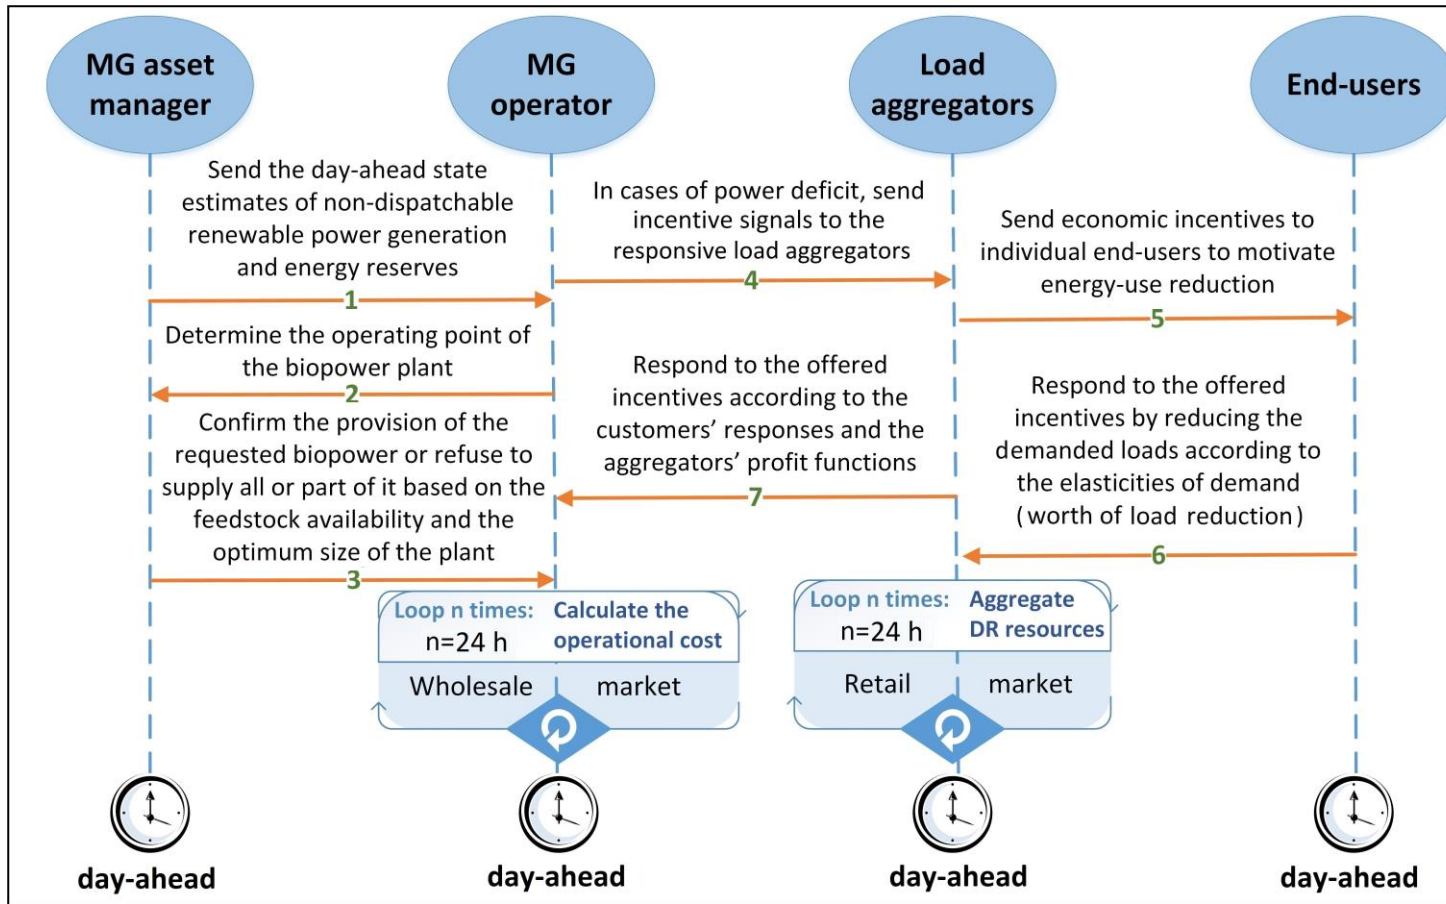 MG asset
manager
MG
operator
Load
aggregators
End-users
Send the day-ahead state
estimates of non-dispatchable
renewable power generation
and energy reserves
1
Determine the operating point of
the biopower plant
2
Confirm the provision of the
requested biopower or refuse to
supply all or part of it based on the
feedstock availability and the
optimum size of the plant
3
In cases of power deficit, send
incentive signals to the
responsive load aggregators
4
Send economic incentives to
individual end-users to motivate
energy-use reduction
5
Respond to the offered
incentives by reducing the
demanded loads according to
the elasticities of demand
(worth of load reduction)
6
Respond to the offered
incentives according to the
customers’ responses and the
aggregators’ profit functions
7
Loop n times:
n=24 h
Calculate the
operational cost
Wholesale market
Loop n times:
n=24 h
Aggregate
DR resources
Retail market
day-ahead
day-ahead
day-ahead
day-ahead